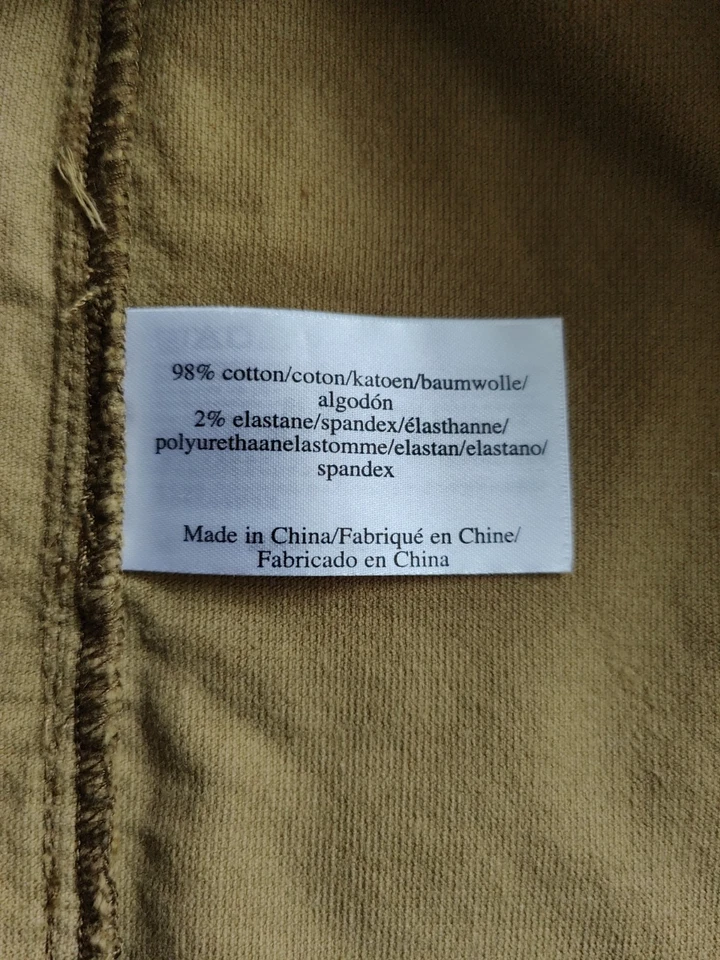 98% cotton/coton/katoen/baumwolle/
algodón
2% elastane/spandex/élasthanne/
polyurethaanelastomme/elastan/elastano/
spandex
Made in China/Fabriqué en Chine/
Fabricado en China